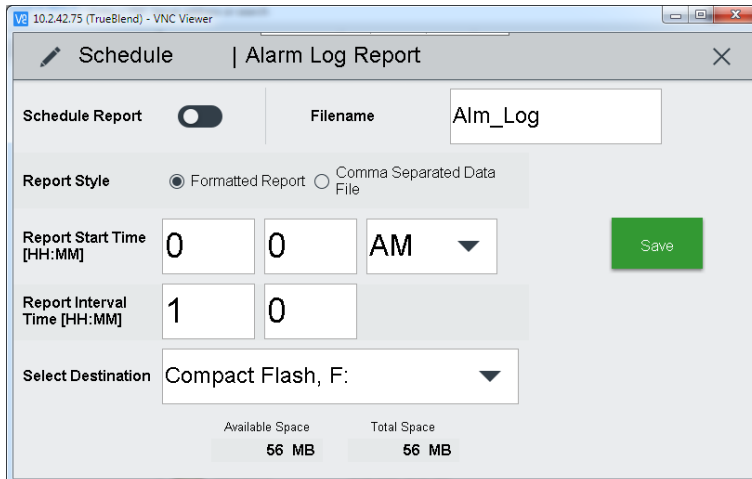 10.2.42.75 (TrueBlend) - VNC Viewer
Schedule | Alarm Log Report
Schedule Report
Filename
Alm_Log
Report Style
Formatted Report
Comma Separated Data
File
Report Start Time
[HH:MM]
0
0
AM
Save
Report Interval
Time [HH:MM]
1
0
Select Destination
Compact Flash, F:
Available Space
Total Space
56 MB
56 MB